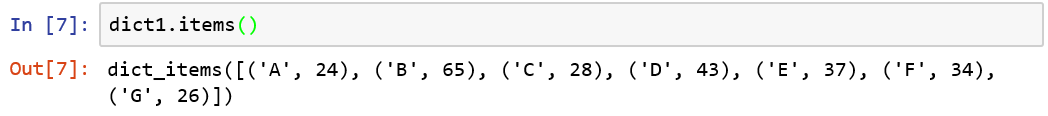 In [7]: dict1.items()
Out[7]: dict_items([('A', 24), ('B', 65), ('C', 28), ('D', 43), ('E', 37), ('F', 34),
('G', 26)])